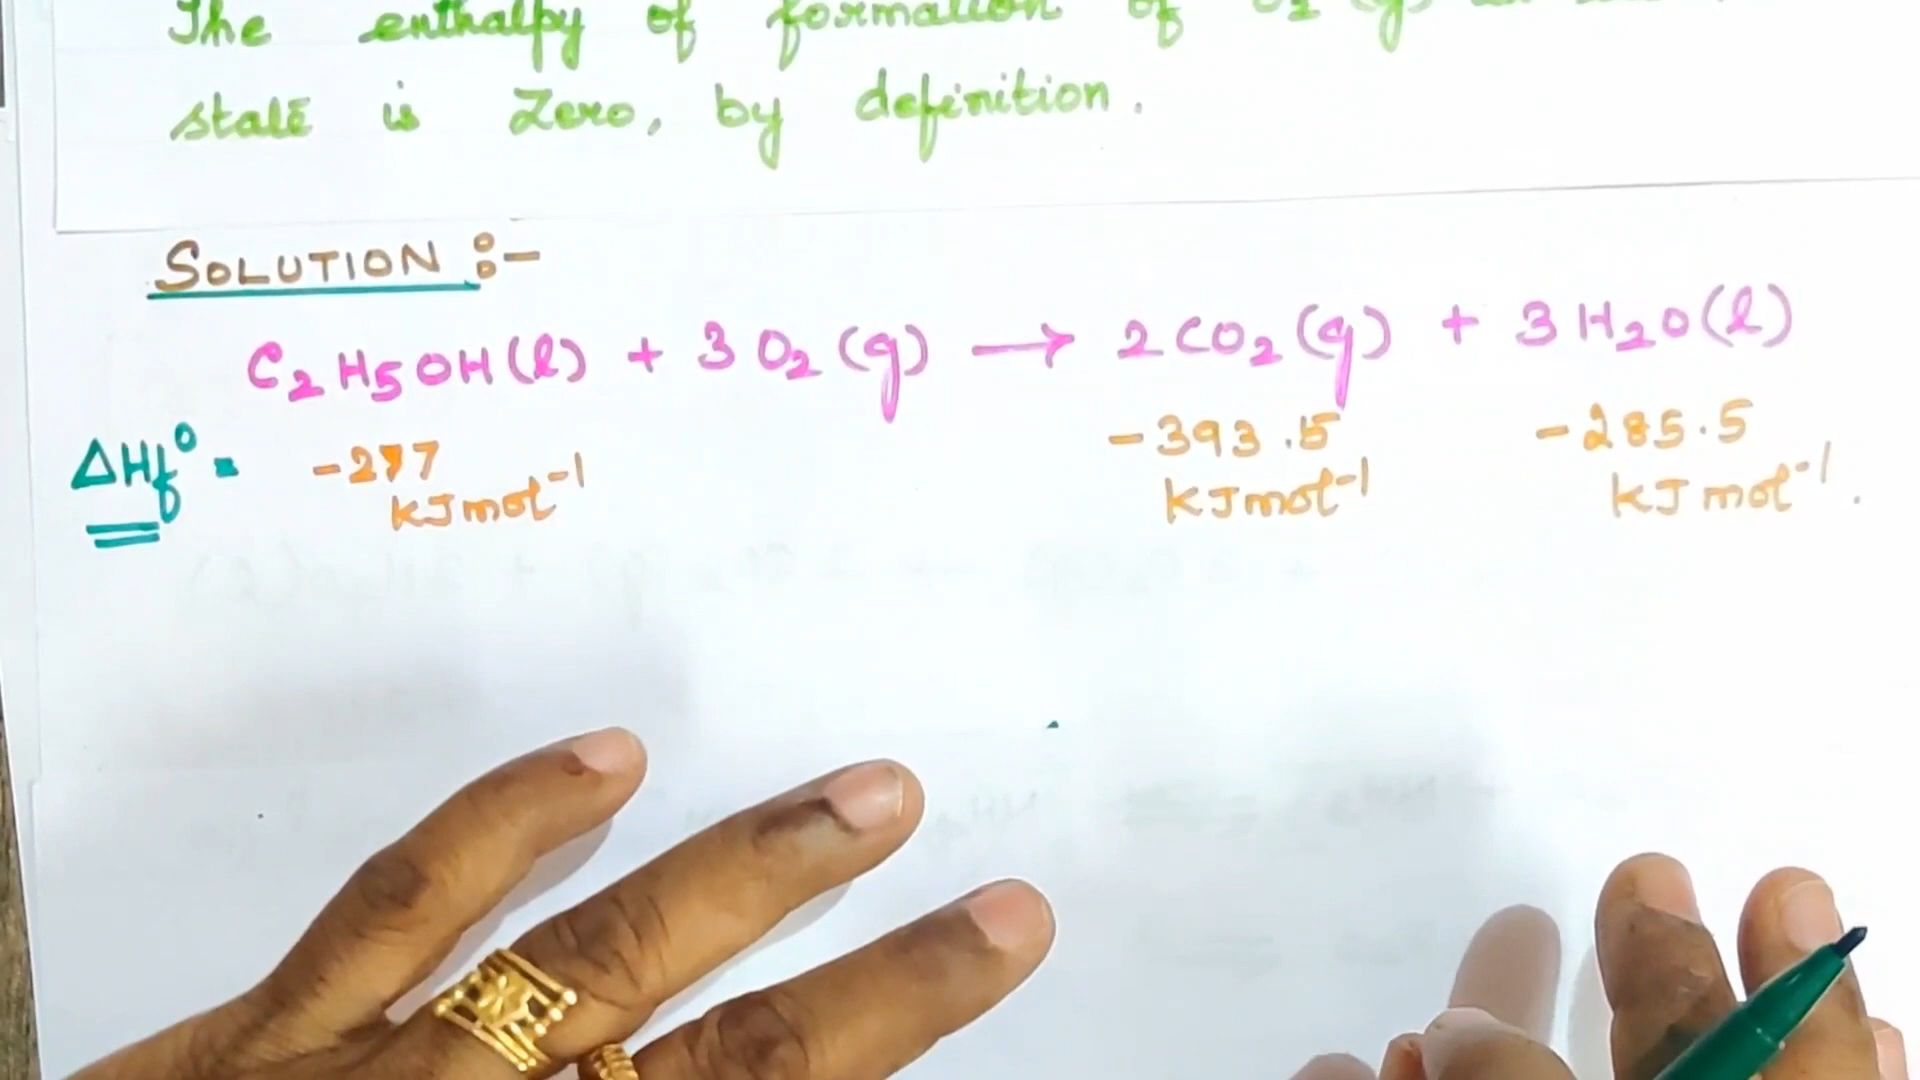 The enthalpy of formation of O₂ (g)
state is Zero, by definition.
SOLUTION :-
C₂H₅OH(l) + 3O₂(g) → 2CO₂(g) + 3H₂O(l)
ΔHf° = -277 kJmol⁻¹ -393.5 kJmol⁻¹ -285.5 kJmol⁻¹.